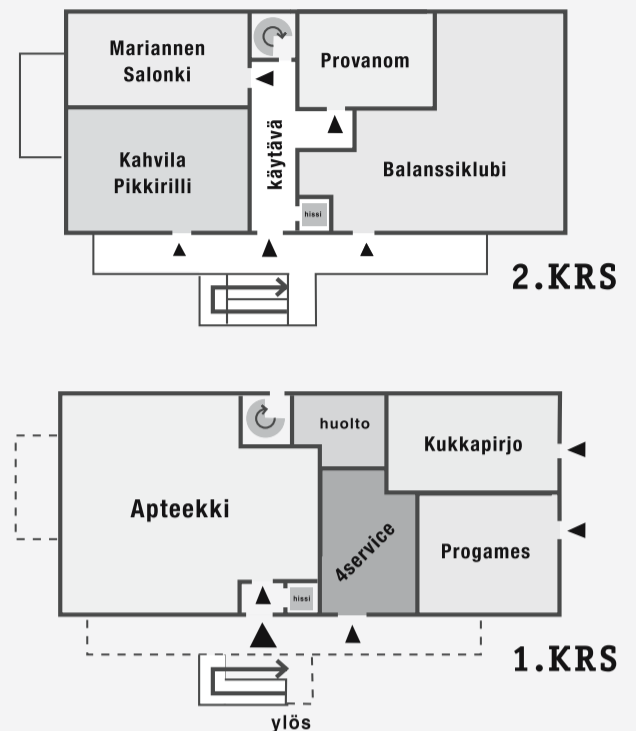 Mariannen
Salonki
Provanom
Kahvila
Pikkirilli
käytävä
Balanssiklubi
hissi
2.KRS
huolto
Kukkapirjo
Apteekki
4service
Progames
hissi
1.KRS
ylös